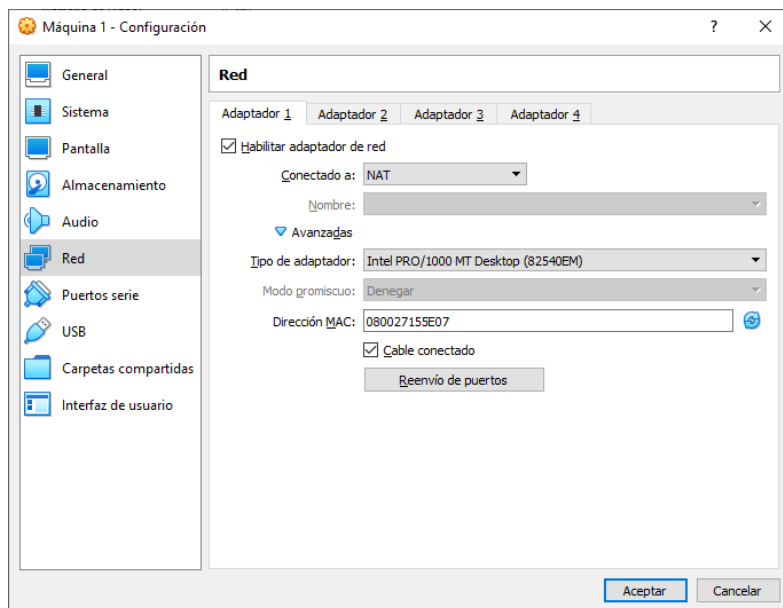 Máquina 1 - Configuración
? X
General
Sistema
Pantalla
Almacenamiento
Audio
Red
Puertos serie
USB
Carpetas compartidas
Interfaz de usuario
Red
Adaptador 1 Adaptador 2 Adaptador 3 Adaptador 4
Habilitar adaptador de red
Conectado a: NAT
Nombre:
Avanzadas
Tipo de adaptador: Intel PRO/1000 MT Desktop (82540EM)
Modo promiscuo: Denegar
Dirección MAC: 080027155E07
Cable conectado
Reenvío de puertos
Aceptar Cancelar